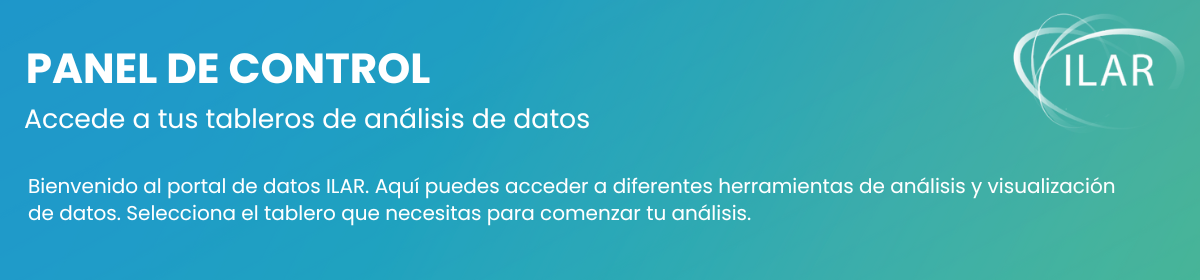 PANEL DE CONTROL
ILAR
Accede a tus tableros de análisis de datos
Bienvenido al portal de datos ILAR. Aquí puedes acceder a diferentes herramientas de análisis y visualización
de datos. Selecciona el tablero que necesitas para comenzar tu análisis.